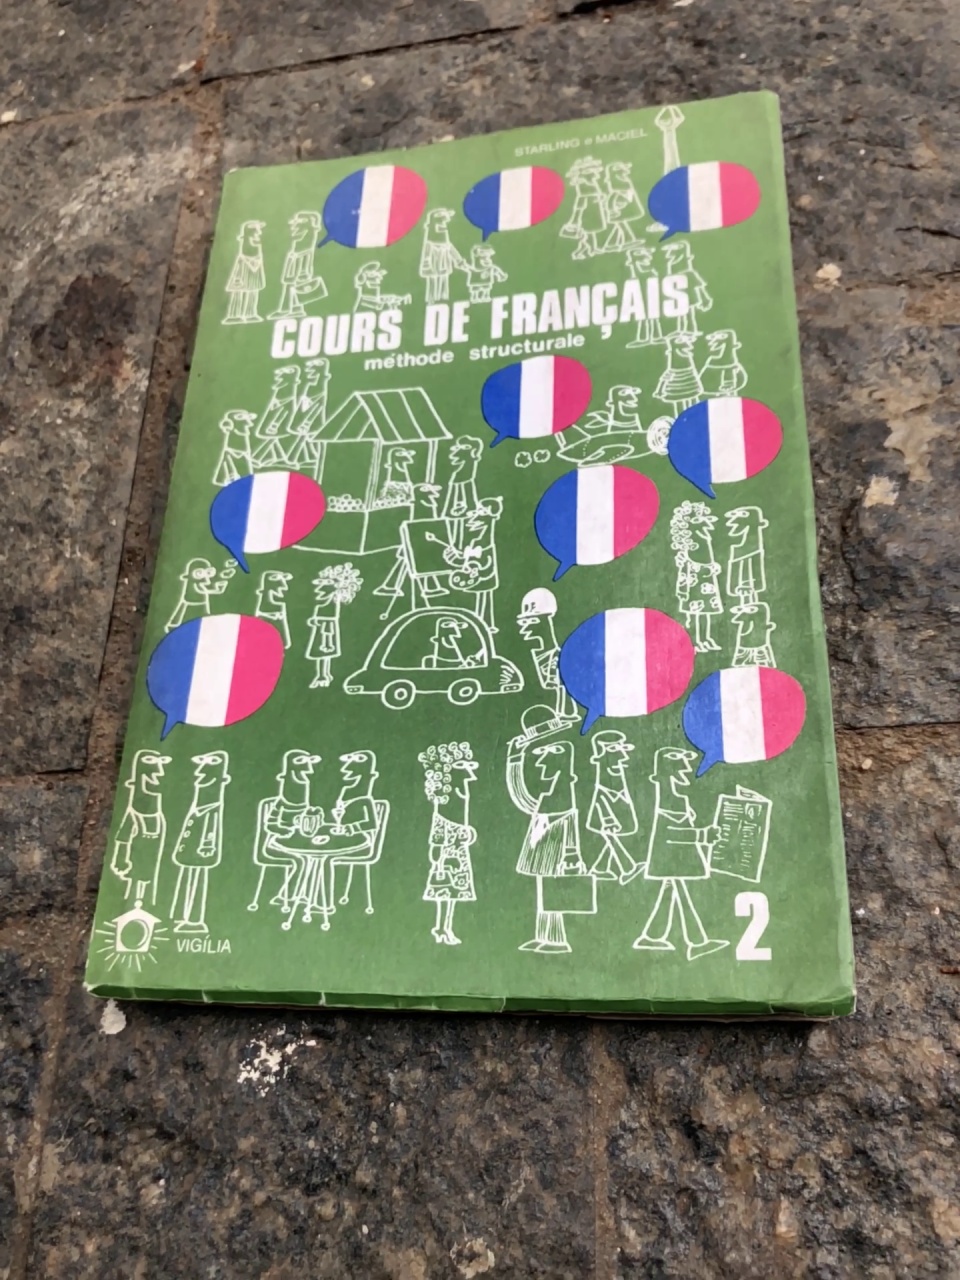 STARLING e MACIEL
COURS DE FRANÇAIS
méthode structurale
VIGÍLIA
2